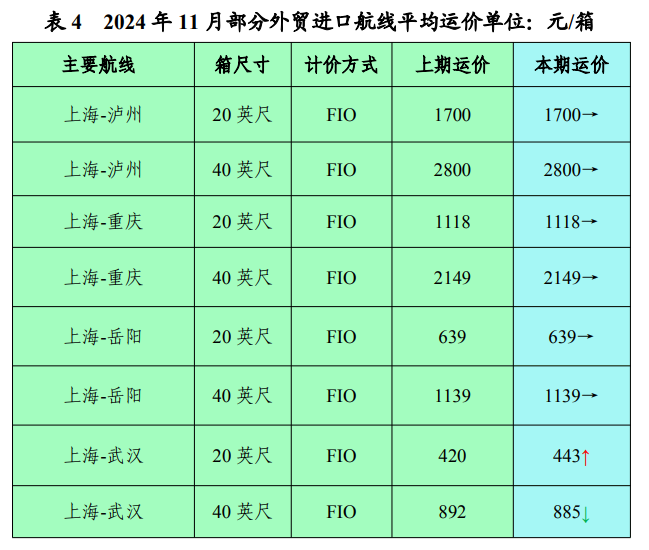 表 4 2024 年 11 月部分外贸进口航线平均运价单位：元/箱
主要航线 箱尺寸 计价方式 上期运价 本期运价
上海-泸州 20 英尺 FIO 1700 1700→
上海-泸州 40 英尺 FIO 2800 2800→
上海-重庆 20 英尺 FIO 1118 1118→
上海-重庆 40 英尺 FIO 2149 2149→
上海-岳阳 20 英尺 FIO 639 639→
上海-岳阳 40 英尺 FIO 1139 1139→
上海-武汉 20 英尺 FIO 420 443↑
上海-武汉 40 英尺 FIO 892 885↓